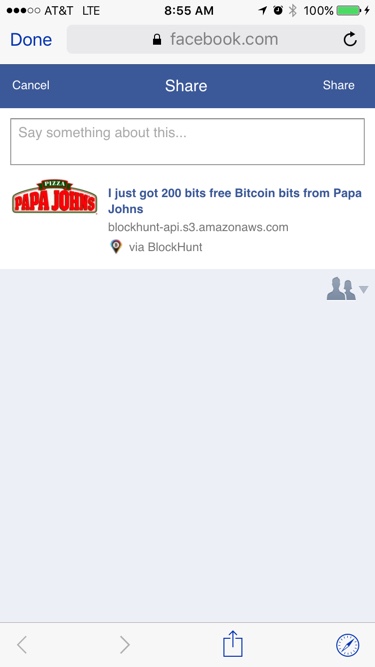 AT&T LTE 8:55 AM 100%
Done facebook.com
Cancel Share Share
Say something about this...
PIZZA
PAPA JOHNS
I just got 200 bits free Bitcoin bits from Papa
Johns
blockhunt-api.s3.amazonaws.com
via BlockHunt